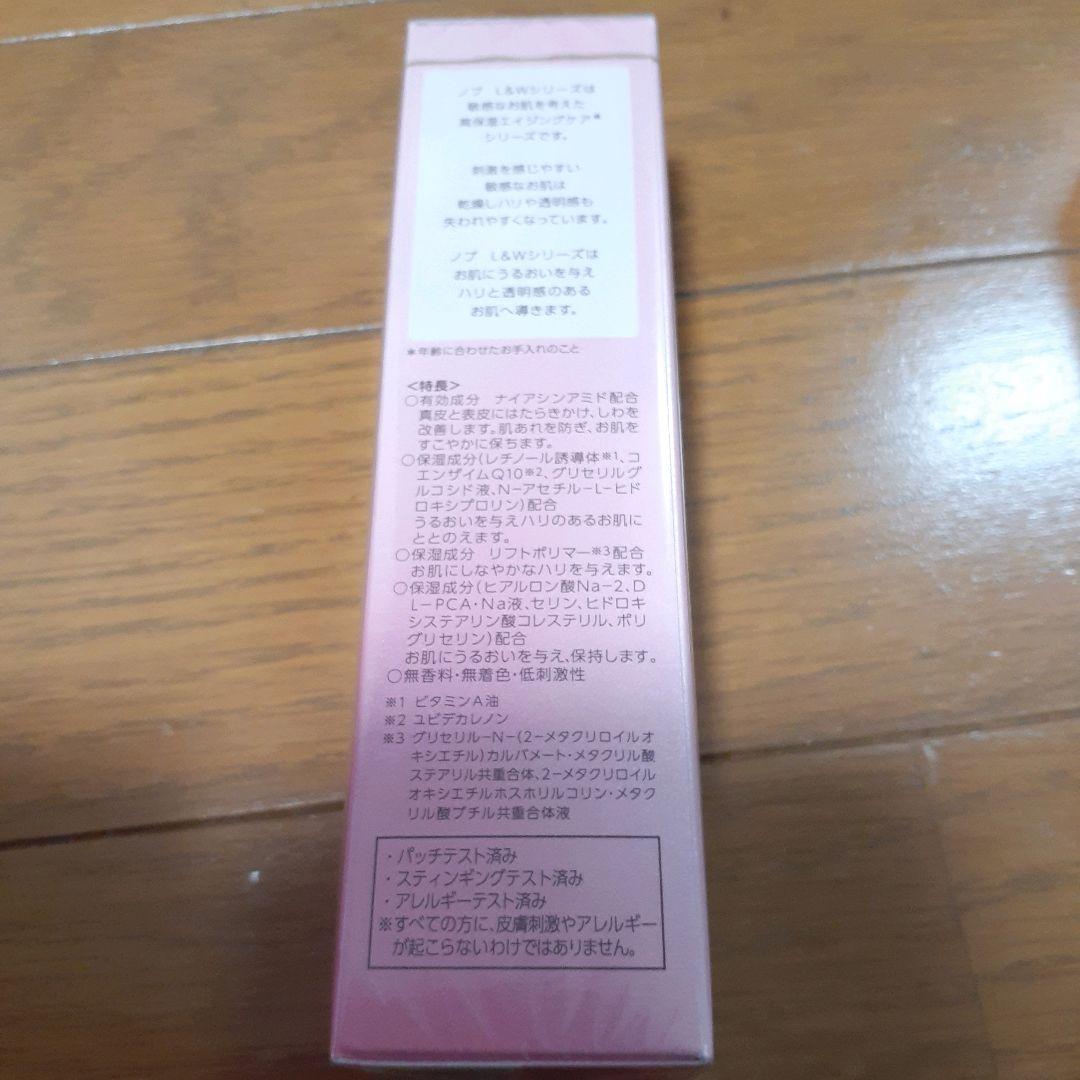 ノブ L&Wシリーズは
敏感なお肌を考えた
高保湿エイジングケア*
シリーズです。
刺激を感じやすい
敏感なお肌は
乾燥しハリや透明感も
失われやすくなっています。
ノブ L&Wシリーズは
お肌にうるおいを与え
ハリと透明感のある
お肌へ導きます。
*年齢に合わせたお手入れのこと
<特長>
○有効成分 ナイアシンアミド配合
真皮と表皮にはたらきかけ、しわを
改善します。肌あれを防ぎ、お肌を
すこやかに保ちます。
○保湿成分(レチノール誘導体※1、コ
エンザイムQ10※2、グリセリルグ
ルコシド液、N-アセチル-L-ヒド
ロキシプロリン)配合
うるおいを与えハリのあるお肌に
ととのえます。
○保湿成分 リフトポリマー※3配合
お肌にしなやかなハリを与えます。
○保湿成分(ヒアルロン酸Na-2、D
L-PCA・Na液、セリン、ヒドロキ
システアリン酸コレステリル、ポリ
グリセリン)配合
お肌にうるおいを与え、保持します。
○無香料・無着色・低刺激性
※1 ビタミンA油
※2 ユビデカレノン
※3 グリセリル-N-(2-メタクリロイルオ
キシエチル)カルバメート・メタクリル酸
ステアリル共重合体、2-メタクリロイル
オキシエチルホスホリルコリン・メタク
リル酸ブチル共重合体液
・パッチテスト済み
・スティンギングテスト済み
・アレルギーテスト済み
※すべての方に、皮膚刺激やアレルギー
が起こらないわけではありません。